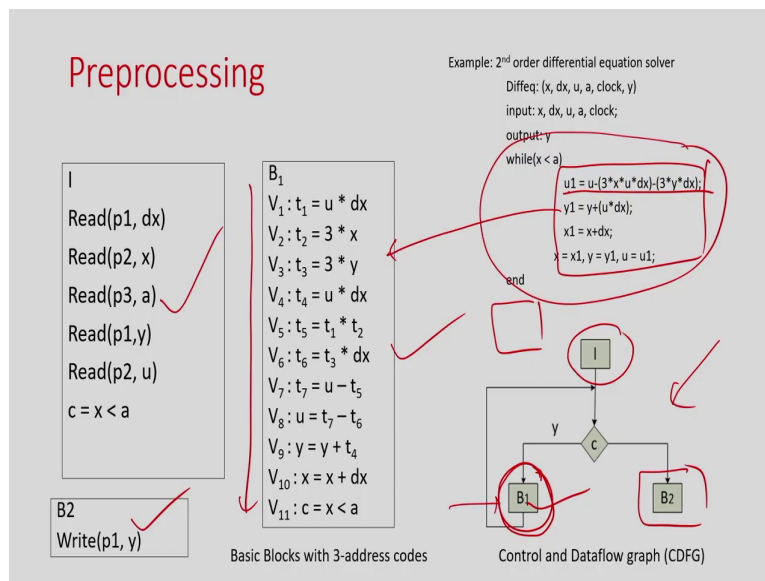 Preprocessing
I
Read(p1, dx)
Read(p2, x)
Read(p3, a)
Read(p1,y)
Read(p2, u)
c = x < a
B2
Write(p1, y)
B₁
V₁ : t₁ = u * dx
V₂ : t₂ = 3 * x
V₃ : t₃ = 3 * y
V₄ : t₄ = u * dx
V₅ : t₅ = t₁ * t₂
V₆ : t₆ = t₃ * dx
V₇ : t₇ = u – t₅
V₈ : u = t₇ – t₆
V₉ : y = y + t₄
V₁₀ : x = x + dx
V₁₁ : c = x < a
Basic Blocks with 3-address codes
Example: 2ⁿᵈ order differential equation solver
Diffeq: (x, dx, u, a, clock, y)
input: x, dx, u, a, clock;
output: y
while(x < a)
u1 = u-(3*x*u*dx)-(3*y*dx);
y1 = y+(u*dx);
x1 = x+dx;
x = x1, y = y1, u = u1;
end
I
y
c
B₁
B₂
Control and Dataflow graph (CDFG)